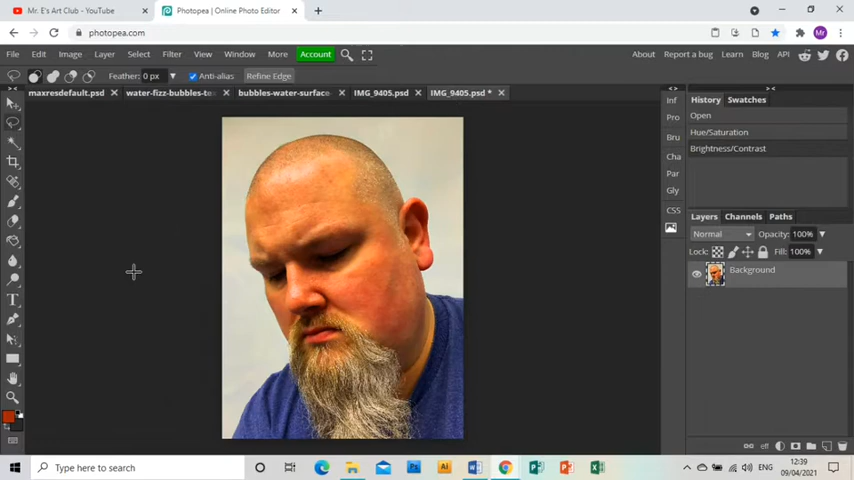 Mr. E's Art Club - YouTube
Photopea | Online Photo Editor
photopea.com
Mr
File Edit Image Layer Select Filter View Window More Account
About Report a bug Learn Blog API
Feather: 0 px Anti-alias Refine Edge
maxresdefault.psd water-fizz-bubbles-tex bubbles-water-surface- IMG_9405.psd IMG_9405.psd *
Inf
Pro
Bru
Cha
Par
Gly
CSS
History Swatches
Open
Hue/Saturation
Brightness/Contrast
Layers Channels Paths
Normal Opacity: 100%
Lock: Fill: 100%
Background
eff
Type here to search
ENG
12:39
09/04/2021